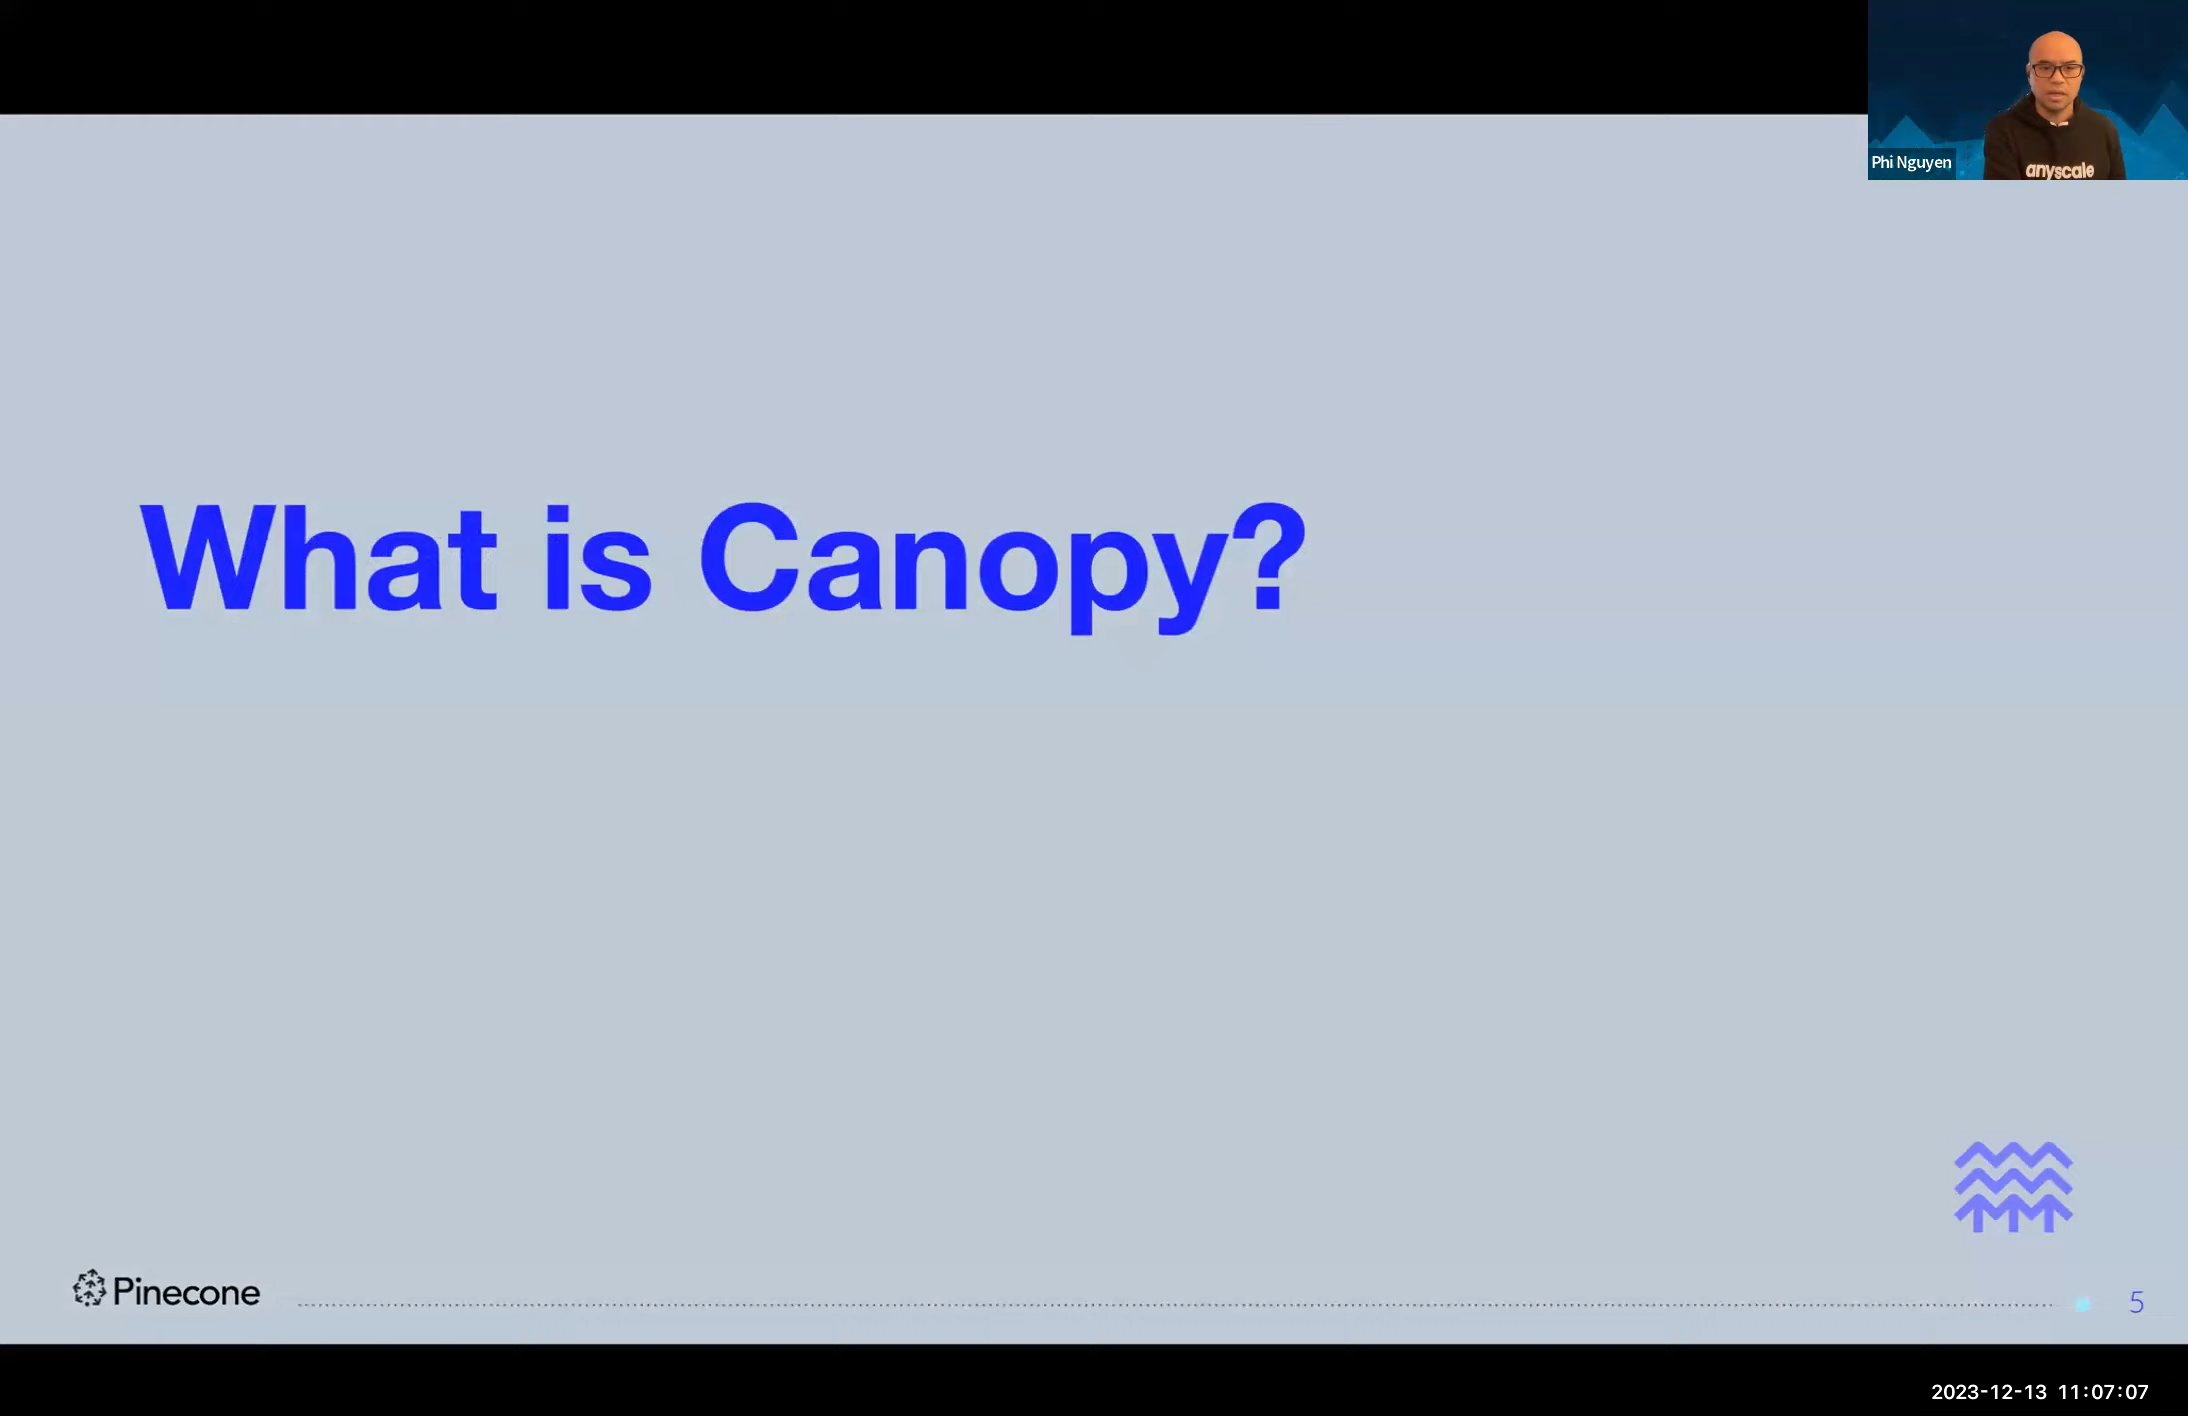 Phi Nguyen
anyscale
What is Canopy?
Pinecone
5
2023-12-13 11:07:07